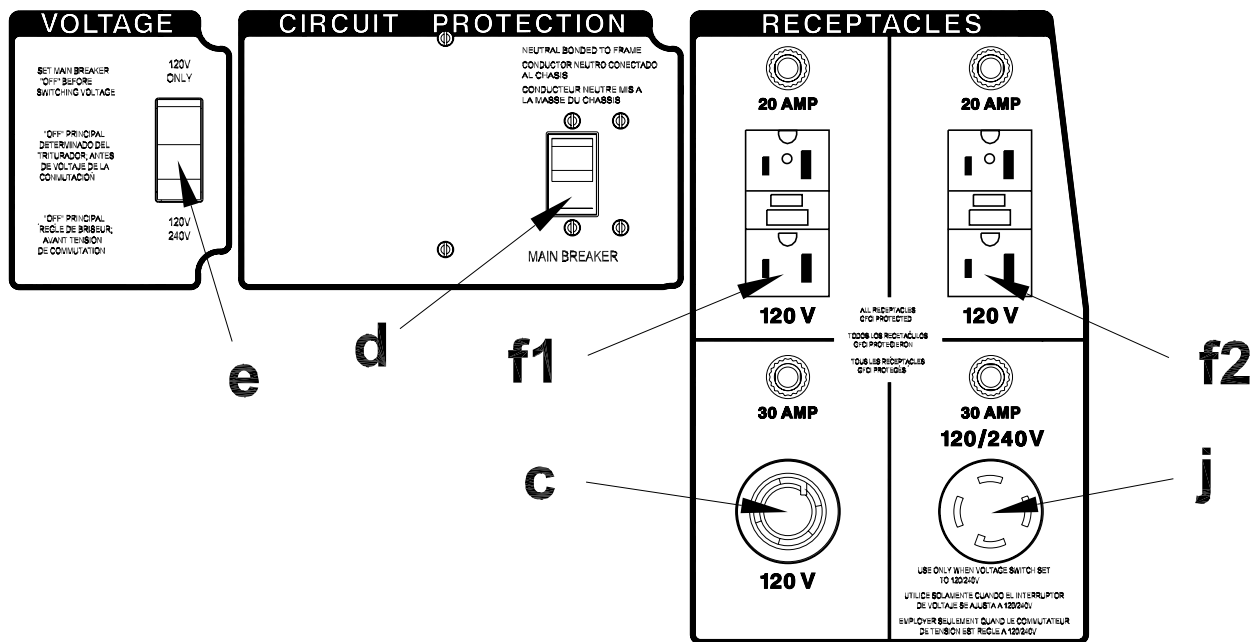 VOLTAGE
SET MAIN BREAKER
"OFF" BEFORE
SWITCHING VOLTAGE
120V
ONLY
"OFF" PRINCIPAL
DETERMINADO DEL
TRITURADOR; ANTES
DE VOLTAJE DE LA
CONMUTACIÓN
"OFF" PRINCIPAL
REGLE DE BRISEUR;
AVANT TENSION
DE COMMUTATION
120V
240V
e
CIRCUIT PROTECTION
NEUTRAL BONDED TO FRAME
CONDUCTOR NEUTRO CONECTADO
AL CHASIS
CONDUCTEUR NEUTRE MIS A
LA MASSE DU CHASSIS
MAIN BREAKER
d
RECEPTACLES
20 AMP
120 V
f1
20 AMP
120 V
f2
ALL RECEPTACLES
GFCI PROTECTED
TODOS LOS RECETACULOS
GFCI PROTECIERON
TOUS LES RECEPTACLES
GFCI PROTEGÉS
30 AMP
120 V
c
30 AMP
120/240V
j
USE ONLY WHEN VOLTAGE SWITCH SET
TO 120/240V
UTILICE SOLAMENTE CUANDO EL INTERRUPTOR
DE VOLTAJE SE AJUSTA A 120/240V
EMPLOYER SEULEMENT QUAND LE COMMUTATEUR
DE TENSION EST REGLE A 120/240V